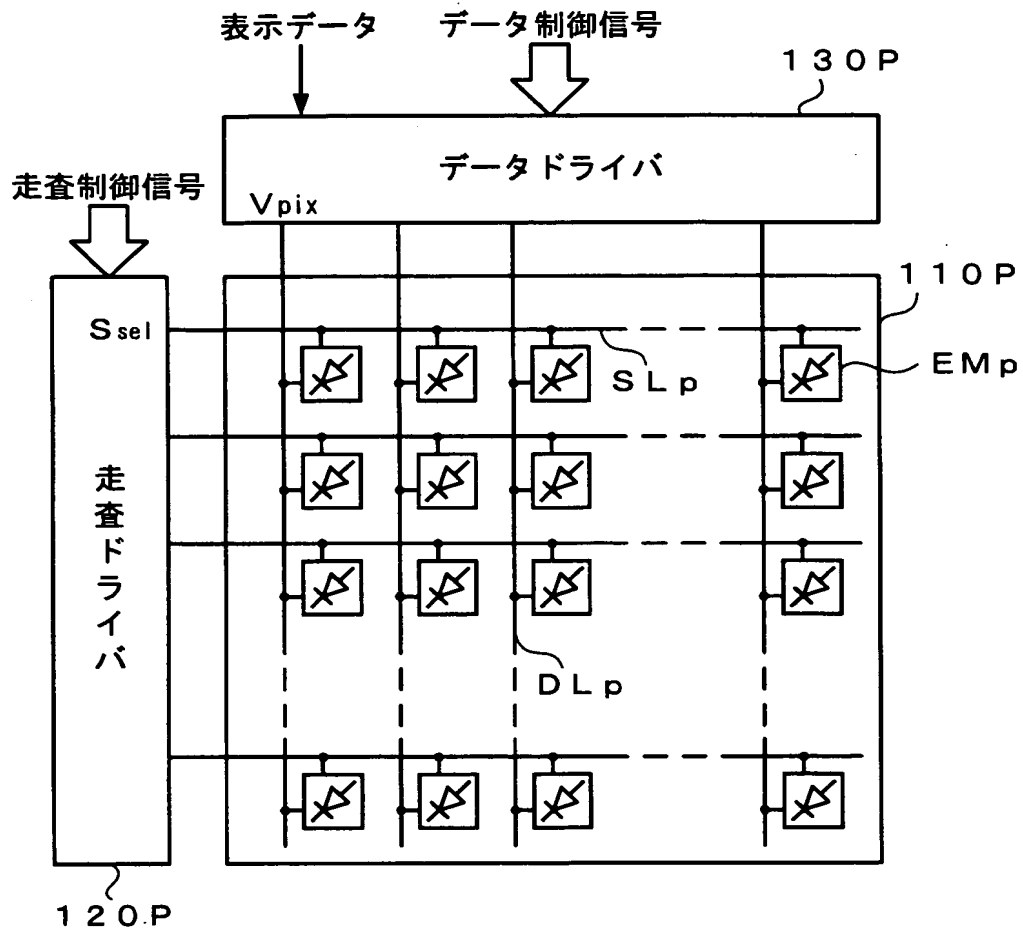 表示データ
データ制御信号
130P
データドライバ
走査制御信号
Vpix
110P
Ssel
SLp
EMp
走査ドライバ
DLp
120P